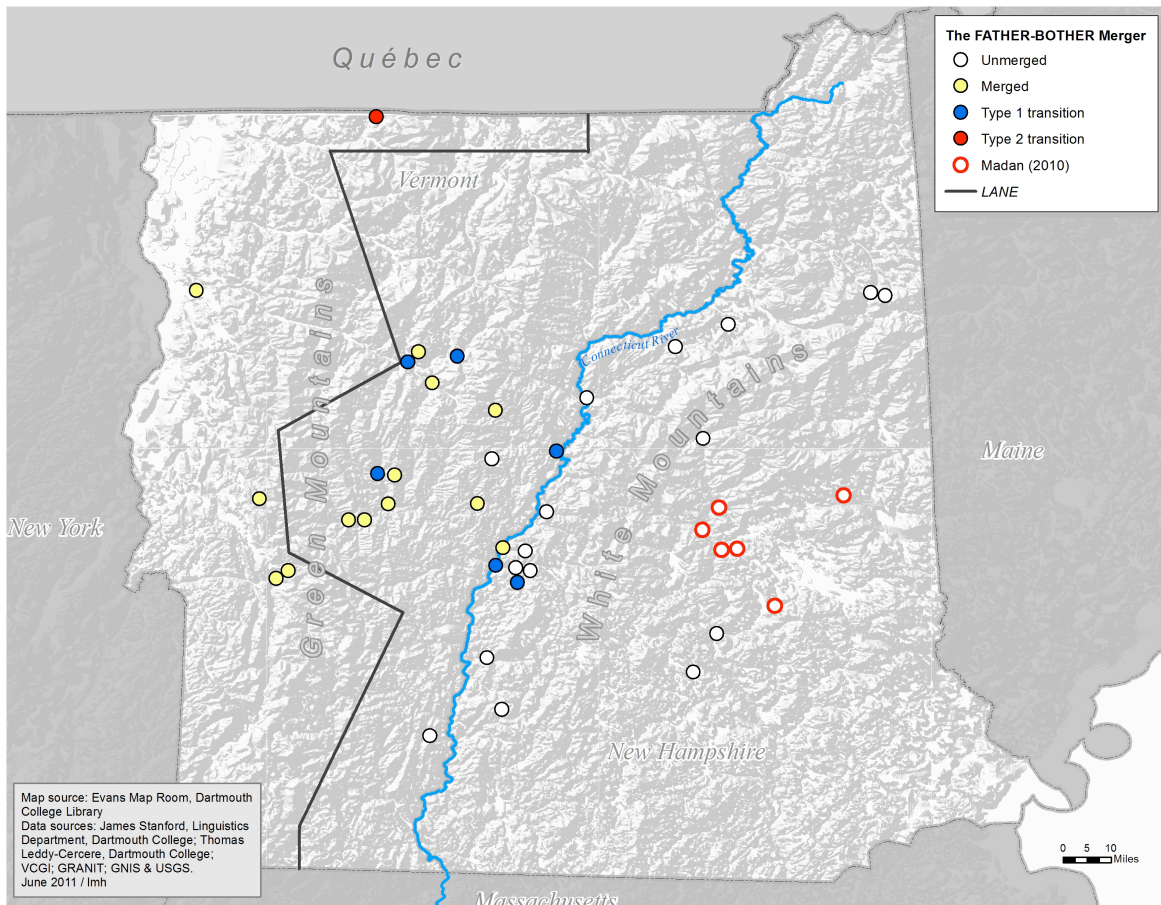 Québec
The FATHER-BOTHER Merger
Unmerged
Merged
Type 1 transition
Type 2 transition
Madan (2010)
LANE
Vermont
Connecticut River
Green Mountains
White Mountains
Maine
New York
New Hampshire
Massachusetts
Map source: Evans Map Room, Dartmouth
College Library
Data sources: James Stanford, Linguistics
Department, Dartmouth College; Thomas
Leddy-Cercere, Dartmouth College;
VCGI; GRANIT; GNIS & USGS.
June 2011 / lmh
0 5 10
Miles